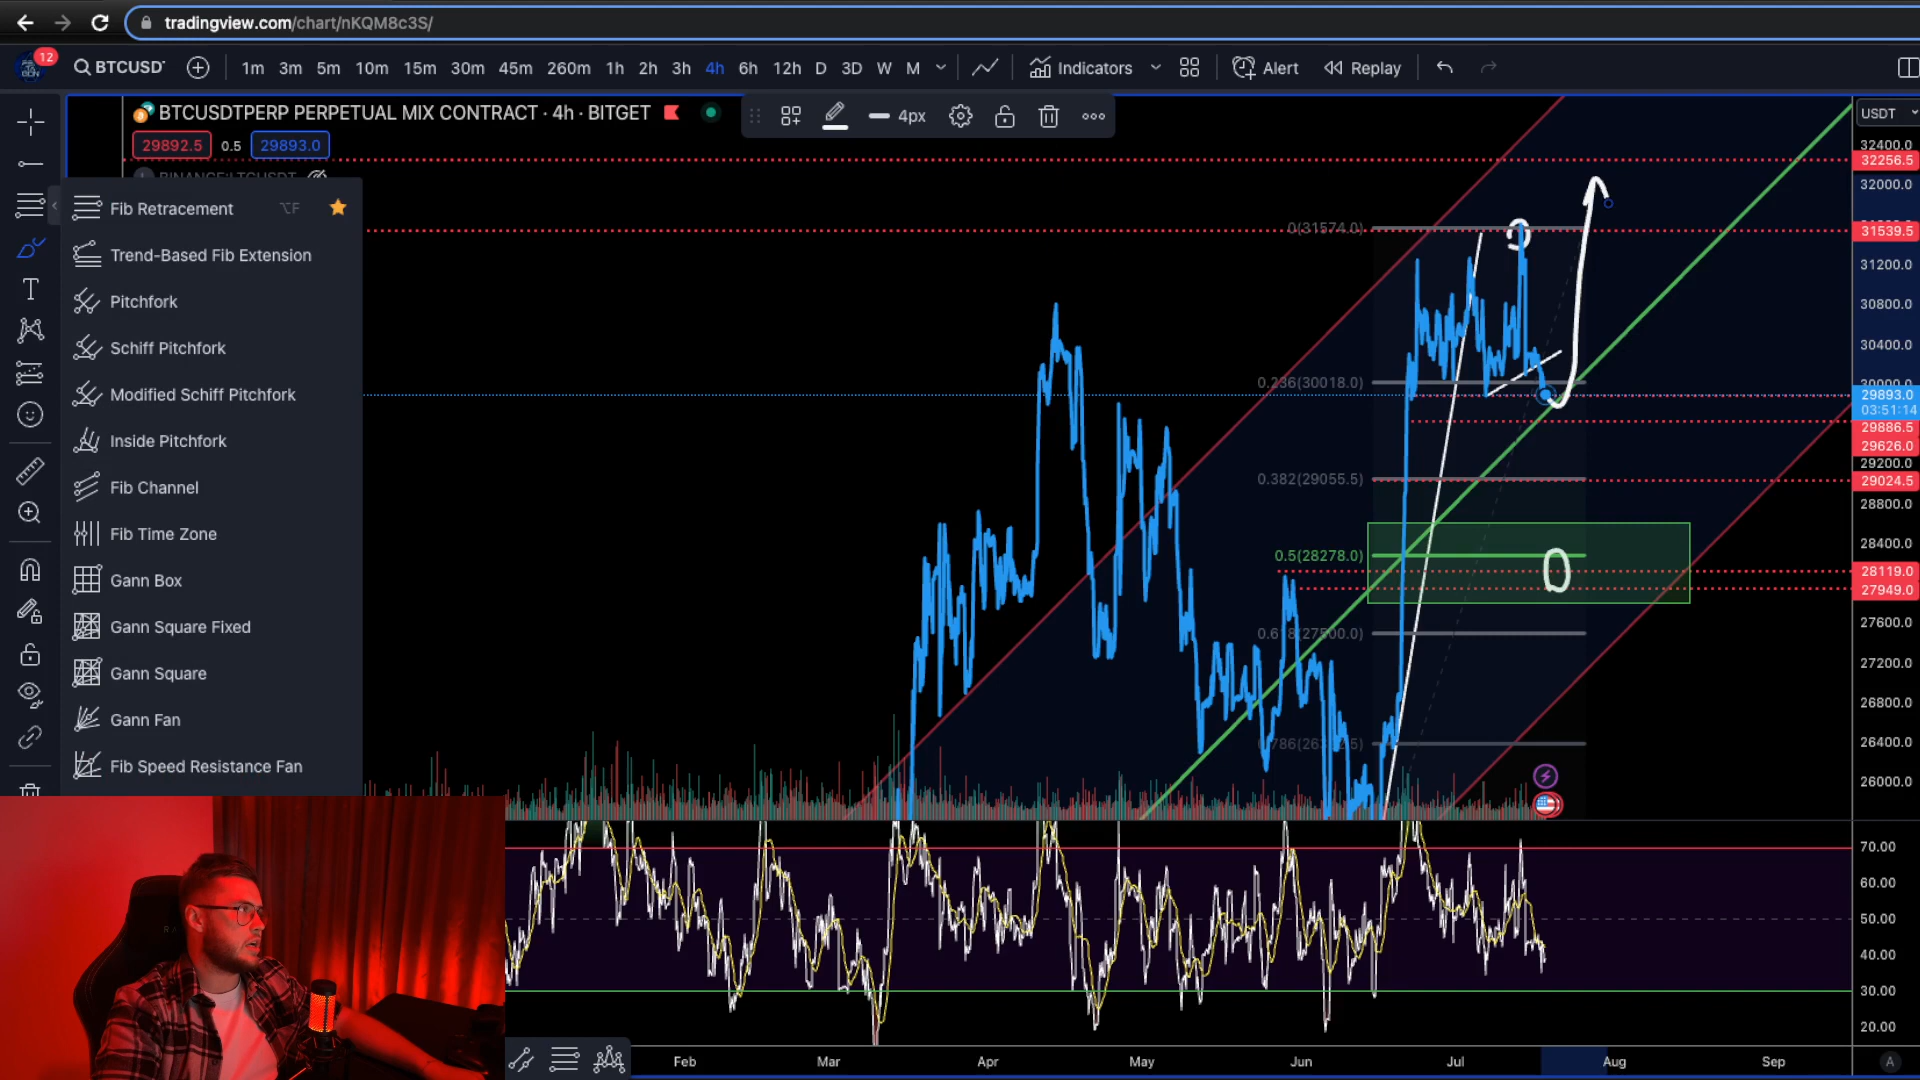 tradingview.com/chart/nKQM8c3S/
12
BTCUSD
1m 3m 5m 10m 15m 30m 45m 260m 1h 2h 3h 4h 6h 12h D 3D W M
Indicators
Alert
Replay
BTCUSDTPERP PERPETUAL MIX CONTRACT · 4h · BITGET
4px
USDT
29892.5 0.5 29893.0
BINANCE:LTCUSDT
32400.0
32256.5
32000.0
31539.5
31200.0
30800.0
30400.0
29893.0
03:51:14
29886.5
29626.0
29200.0
29024.5
28800.0
28400.0
28119.0
27949.0
27600.0
27200.0
26800.0
26400.0
26000.0
Fib Retracement ⌥F
Trend-Based Fib Extension
Pitchfork
Schiff Pitchfork
Modified Schiff Pitchfork
Inside Pitchfork
Fib Channel
Fib Time Zone
Gann Box
Gann Square Fixed
Gann Square
Gann Fan
Fib Speed Resistance Fan
0(31574.0)
0.236(30018.0)
0.382(29055.5)
0.5(28278.0)
0.618(27500.0)
70.00
60.00
50.00
40.00
30.00
20.00
Feb Mar Apr May Jun Jul Aug Sep
A